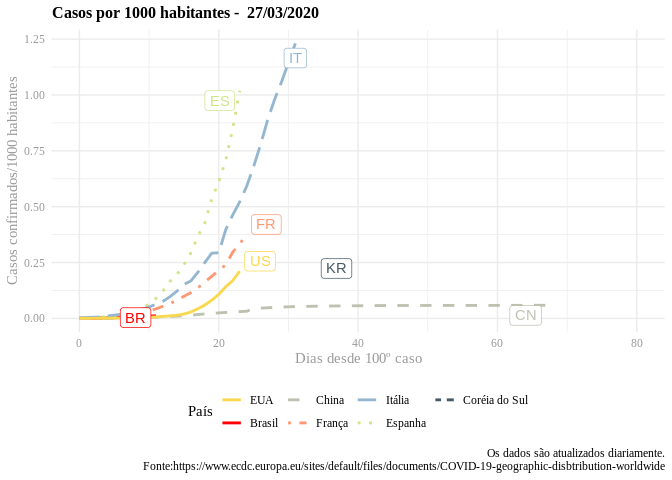 Casos por 1000 habitantes -  27/03/2020
Casos confirmados/1000 habitantes
1.25
1.00
0.75
0.50
0.25
0.00
IT
ES
FR
US
KR
BR
CN
0
20
40
60
80
Dias desde 100º caso
País
EUA
China
Itália
Coréia do Sul
Brasil
França
Espanha
Os dados são atualizados diariamente.
Fonte:https://www.ecdc.europa.eu/sites/default/files/documents/COVID-19-geographic-disbtribution-worldwide